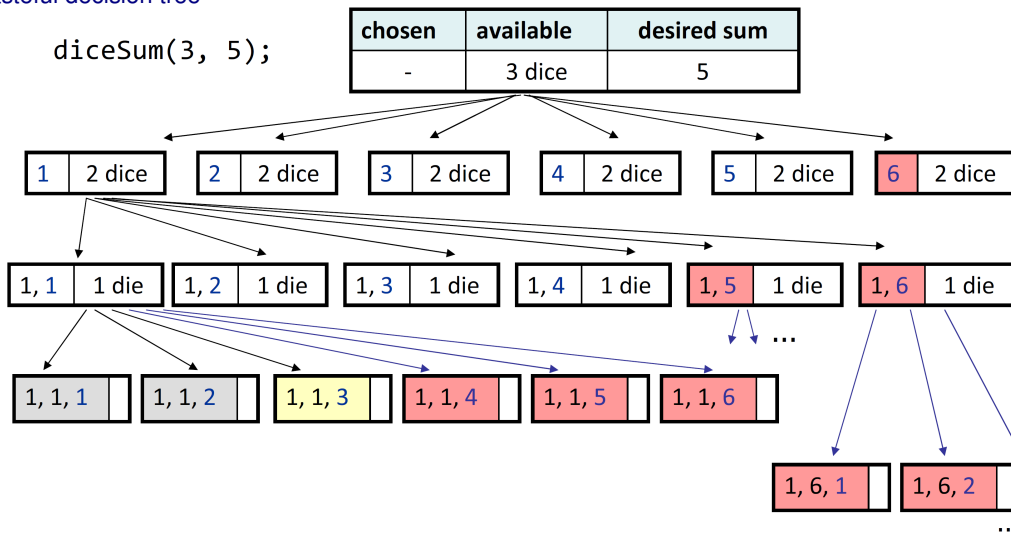 decision tree
diceSum(3, 5);
chosen available desired sum
- 3 dice 5
1 2 dice 2 2 dice 3 2 dice 4 2 dice 5 2 dice 6 2 dice
1, 1 1 die 1, 2 1 die 1, 3 1 die 1, 4 1 die 1, 5 1 die 1, 6 1 die
...
1, 1, 1 1, 1, 2 1, 1, 3 1, 1, 4 1, 1, 5 1, 1, 6
1, 6, 1 1, 6, 2